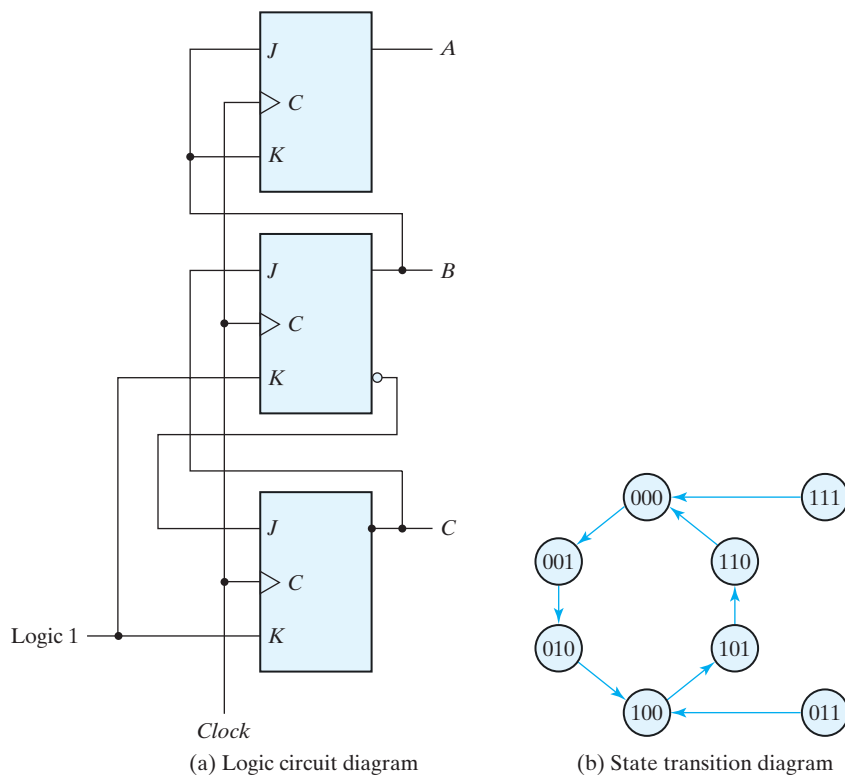 J
A
C
K
J
B
C
K
J
C
C
Logic 1
K
Clock
(a) Logic circuit diagram
000
111
001
110
010
101
100
011
(b) State transition diagram